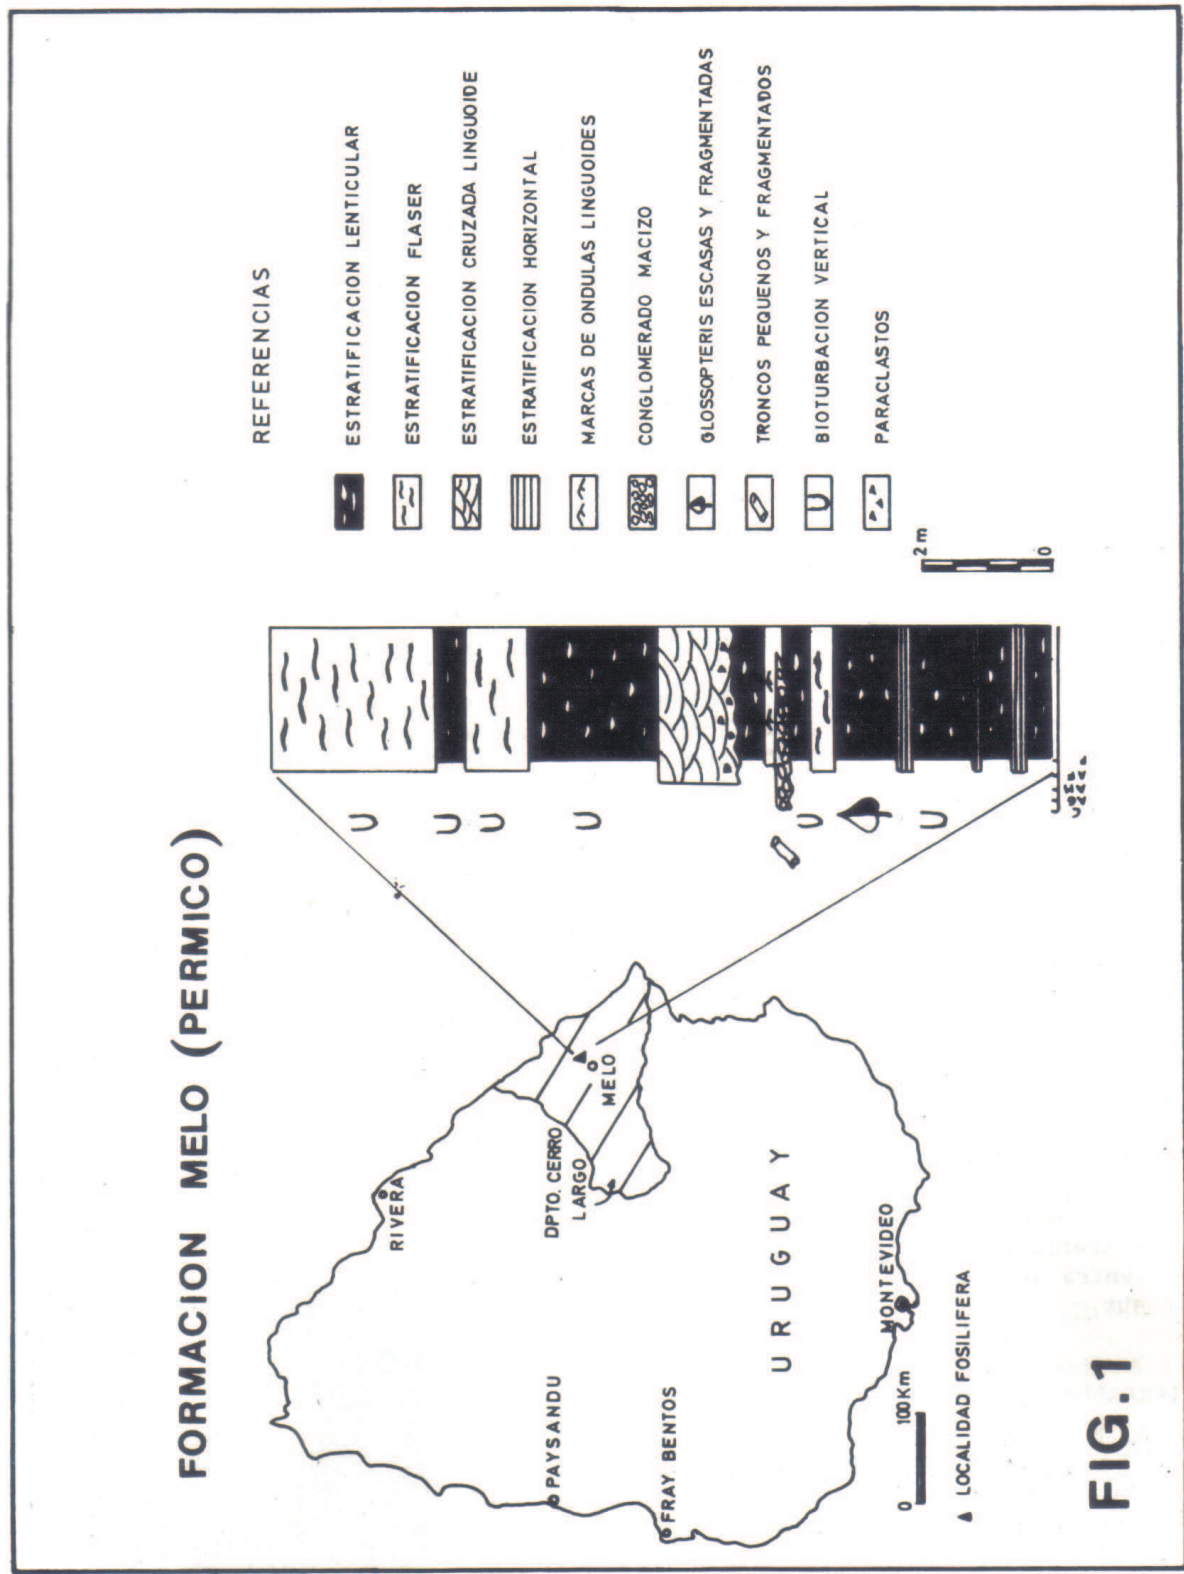 FORMACION MELO (PERMICO)
RIVERA
PAYSANDU
DPTO. CERRO
LARGO
MELO
FRAY BENTOS
URUGUAY
MONTEVIDEO
0 100Km
LOCALIDAD FOSILIFERA
FIG. 1
2m
0
REFERENCIAS
ESTRATIFICACION LENTICULAR
ESTRATIFICACION FLASER
ESTRATIFICACION CRUZADA LINGUOIDE
ESTRATIFICACION HORIZONTAL
MARCAS DE ONDULAS LINGUOIDES
CONGLOMERADO MACIZO
GLOSSOPTERIS ESCASAS Y FRAGMENTADAS
TRONCOS PEQUENOS Y FRAGMENTADOS
BIOTURBACION VERTICAL
PARACLASTOS